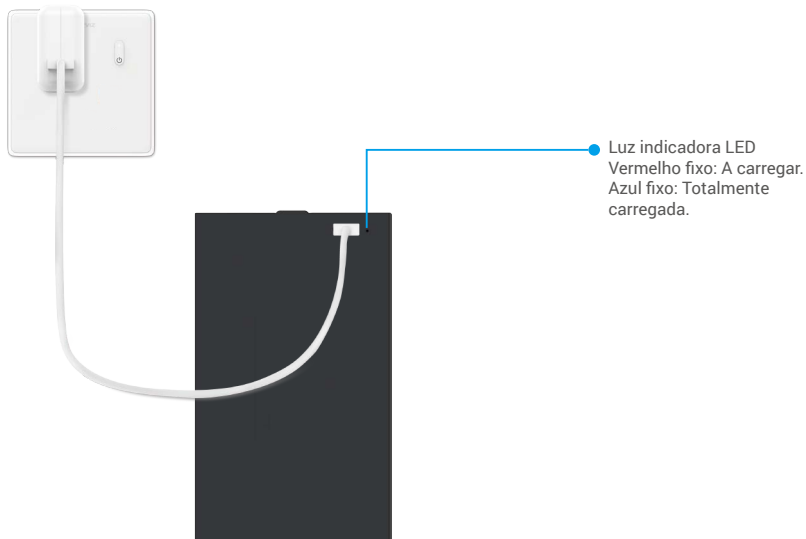 Luz indicadora LED
Vermelho fixo: A carregar.
Azul fixo: Totalmente
carregada.